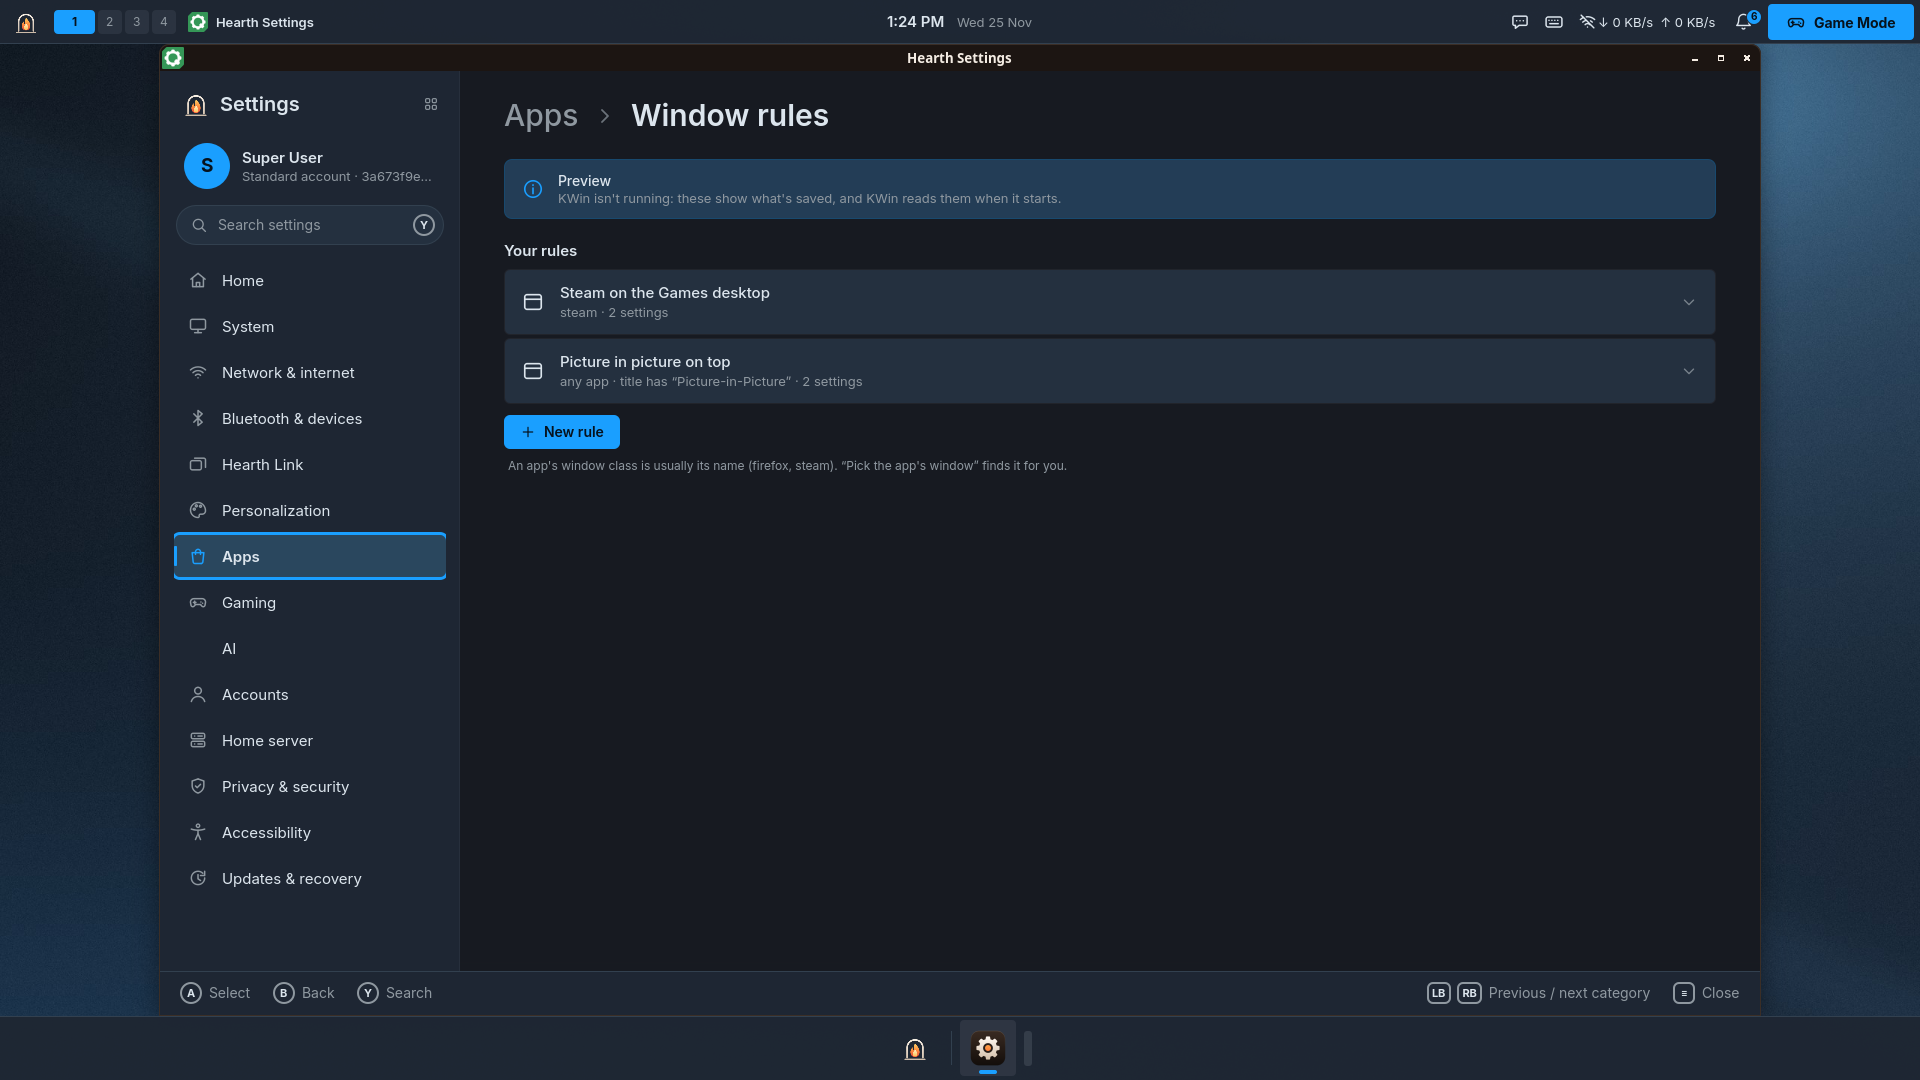 1 2 3 4 Hearth Settings
1:24 PM Wed 25 Nov
↓ 0 KB/s ↑ 0 KB/s
6
Game Mode
Hearth Settings
Settings
S
Super User
Standard account · 3a673f9e...
Search settings
Y
Home
System
Network & internet
Bluetooth & devices
Hearth Link
Personalization
Apps
Gaming
AI
Accounts
Home server
Privacy & security
Accessibility
Updates & recovery
Apps > Window rules
Preview
KWin isn't running: these show what's saved, and KWin reads them when it starts.
Your rules
Steam on the Games desktop
steam · 2 settings
Picture in picture on top
any app · title has “Picture-in-Picture” · 2 settings
+ New rule
An app's window class is usually its name (firefox, steam). “Pick the app's window” finds it for you.
A Select B Back Y Search
LB RB Previous / next category ≡ Close